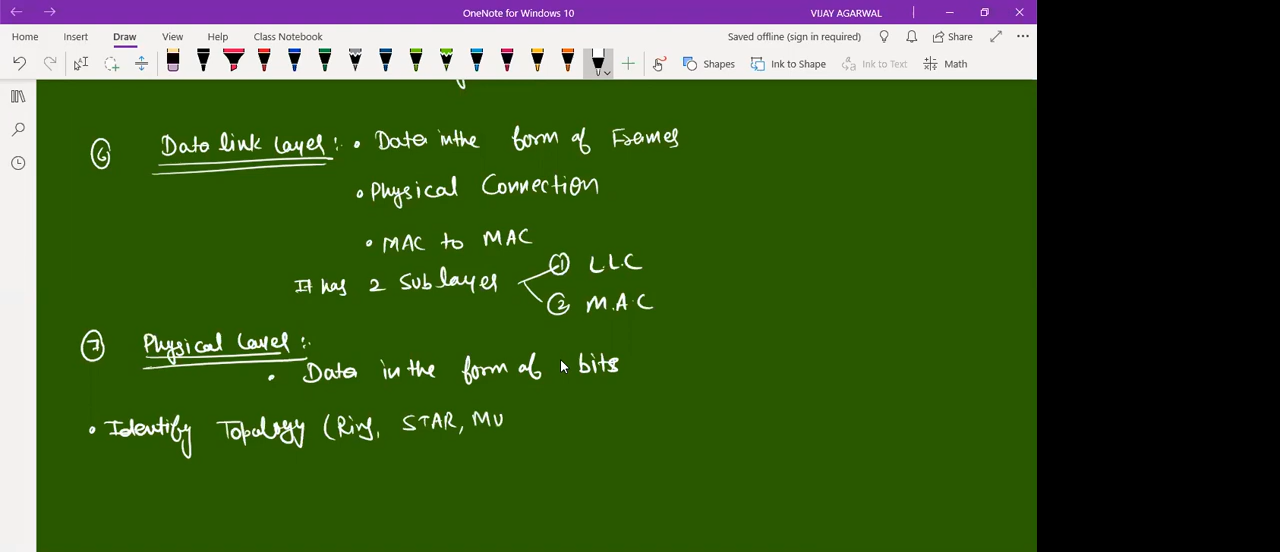 OneNote for Windows 10
VIJAY AGARWAL
Home Insert Draw View Help Class Notebook
Saved offline (sign in required)
Share
Shapes
Ink to Shape
Ink to Text
Math
6 Data link Layer :- • Data in the form of Frames
• Physical Connection
• MAC to MAC
It has 2 Sublayer
1 L.L.C
2 M.A.C
7 Physical Layer :-
• Data in the form of bits
• Identify Topology (Ring, STAR, MU